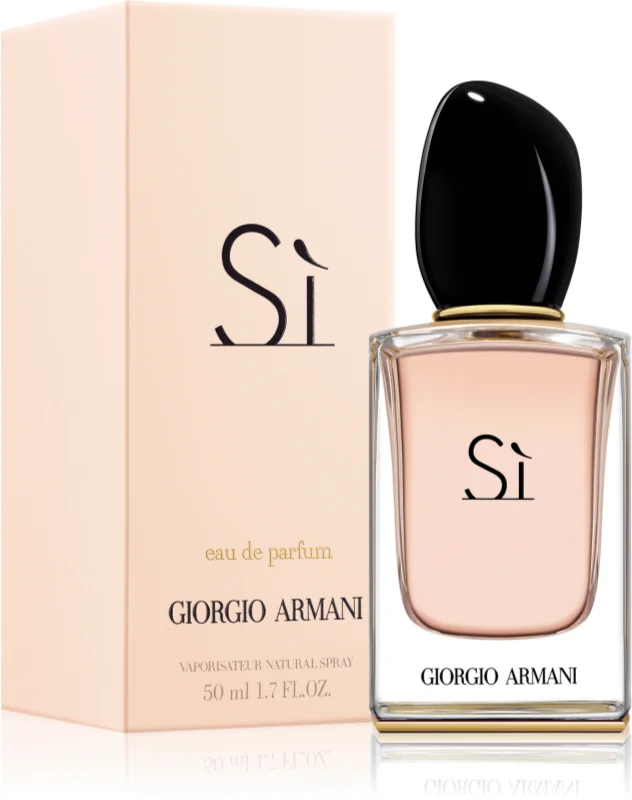 Sì
eau de parfum
GIORGIO ARMANI
VAPORISATEUR NATURAL SPRAY
50 ml 1.7 FL.OZ.
Sì
GIORGIO ARMANI